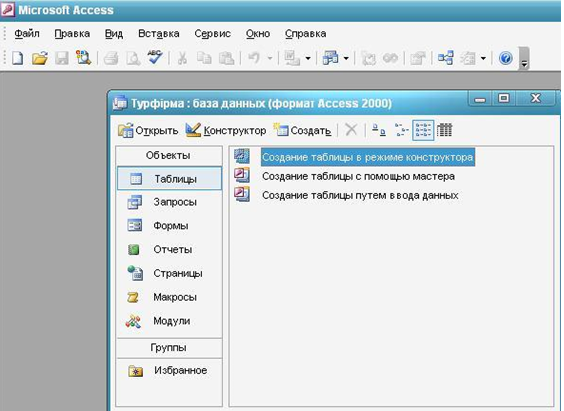 Microsoft Access
Файл Правка Вид Вставка Сервис Окно Справка
Турфірма : база данных (формат Access 2000)
Открыть Конструктор Создать
Объекты
Таблицы
Запросы
Формы
Отчеты
Страницы
Макросы
Модули
Группы
Избранное
Создание таблицы в режиме конструктора
Создание таблицы с помощью мастера
Создание таблицы путем ввода данных